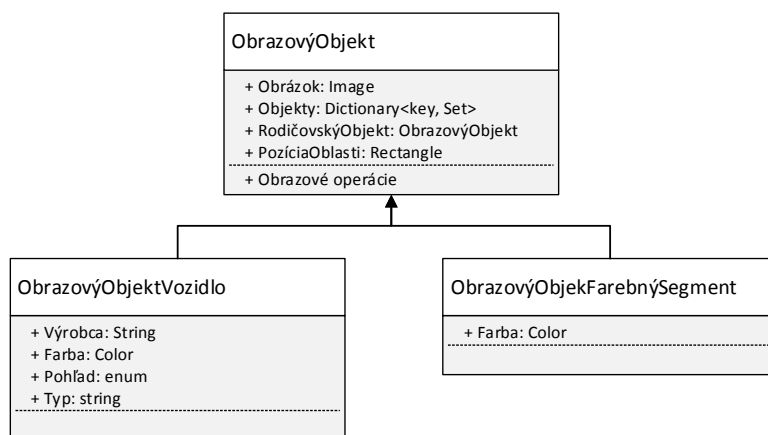 ObrazovýObjekt
+ Obrázok: Image
+ Objekty: Dictionary<key, Set>
+ RodičovskýObjekt: ObrazovýObjekt
+ PozíciaOblasti: Rectangle
+ Obrazové operácie
ObrazovýObjektVozidlo
+ Výrobca: String
+ Farba: Color
+ Pohľad: enum
+ Typ: string
ObrazovýObjekFarebnýSegment
+ Farba: Color